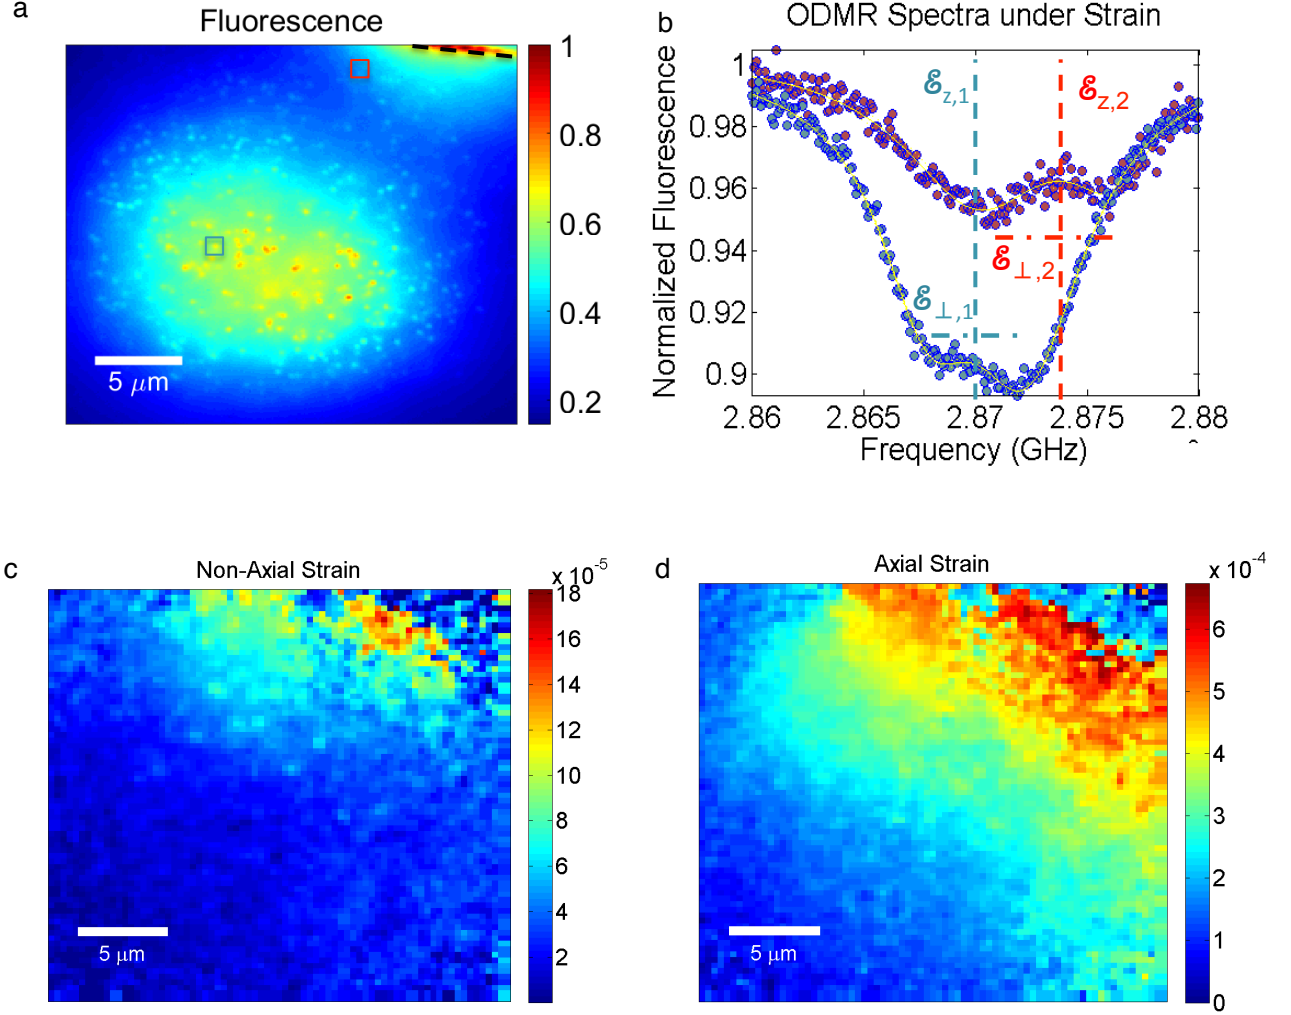 a
Fluorescence
1
0.8
0.6
0.4
0.2
5 μm
b
ODMR Spectra under Strain
Normalized Fluorescence
1
0.98
0.96
0.94
0.92
0.9
ℰz,1
ℰz,2
ℰ⊥,2
ℰ⊥,1
2.86 2.865 2.87 2.875 2.88
Frequency (GHz)
c
Non-Axial Strain
x 10-5
18
16
14
12
10
8
6
4
2
5 μm
d
Axial Strain
x 10-4
6
5
4
3
2
1
0
5 μm